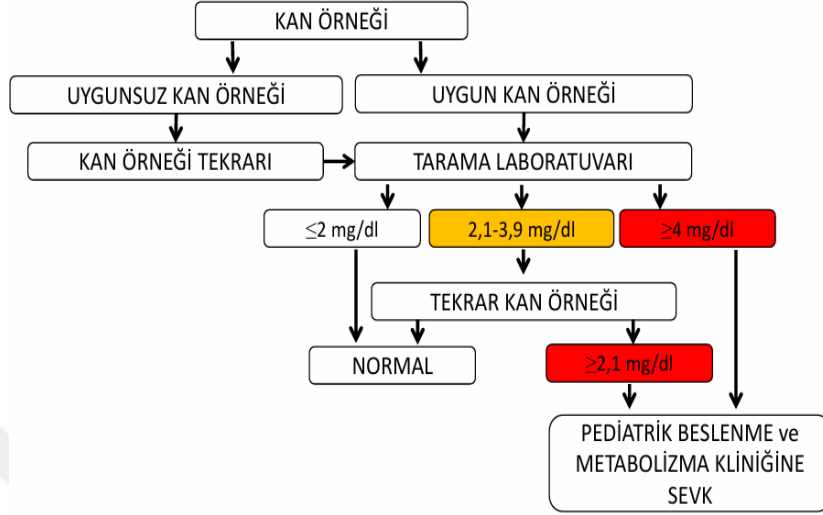 KAN ÖRNEĞİ
UYGUNSUZ KAN ÖRNEĞİ
UYGUN KAN ÖRNEĞİ
KAN ÖRNEĞİ TEKRARI
TARAMA LABORATUVARI
≤2 mg/dl
2,1-3,9 mg/dl
≥4 mg/dl
TEKRAR KAN ÖRNEĞİ
NORMAL
≥2,1 mg/dl
PEDİATRİK BESLENME ve
METABOLİZMA KLİNİĞİNE
SEVK